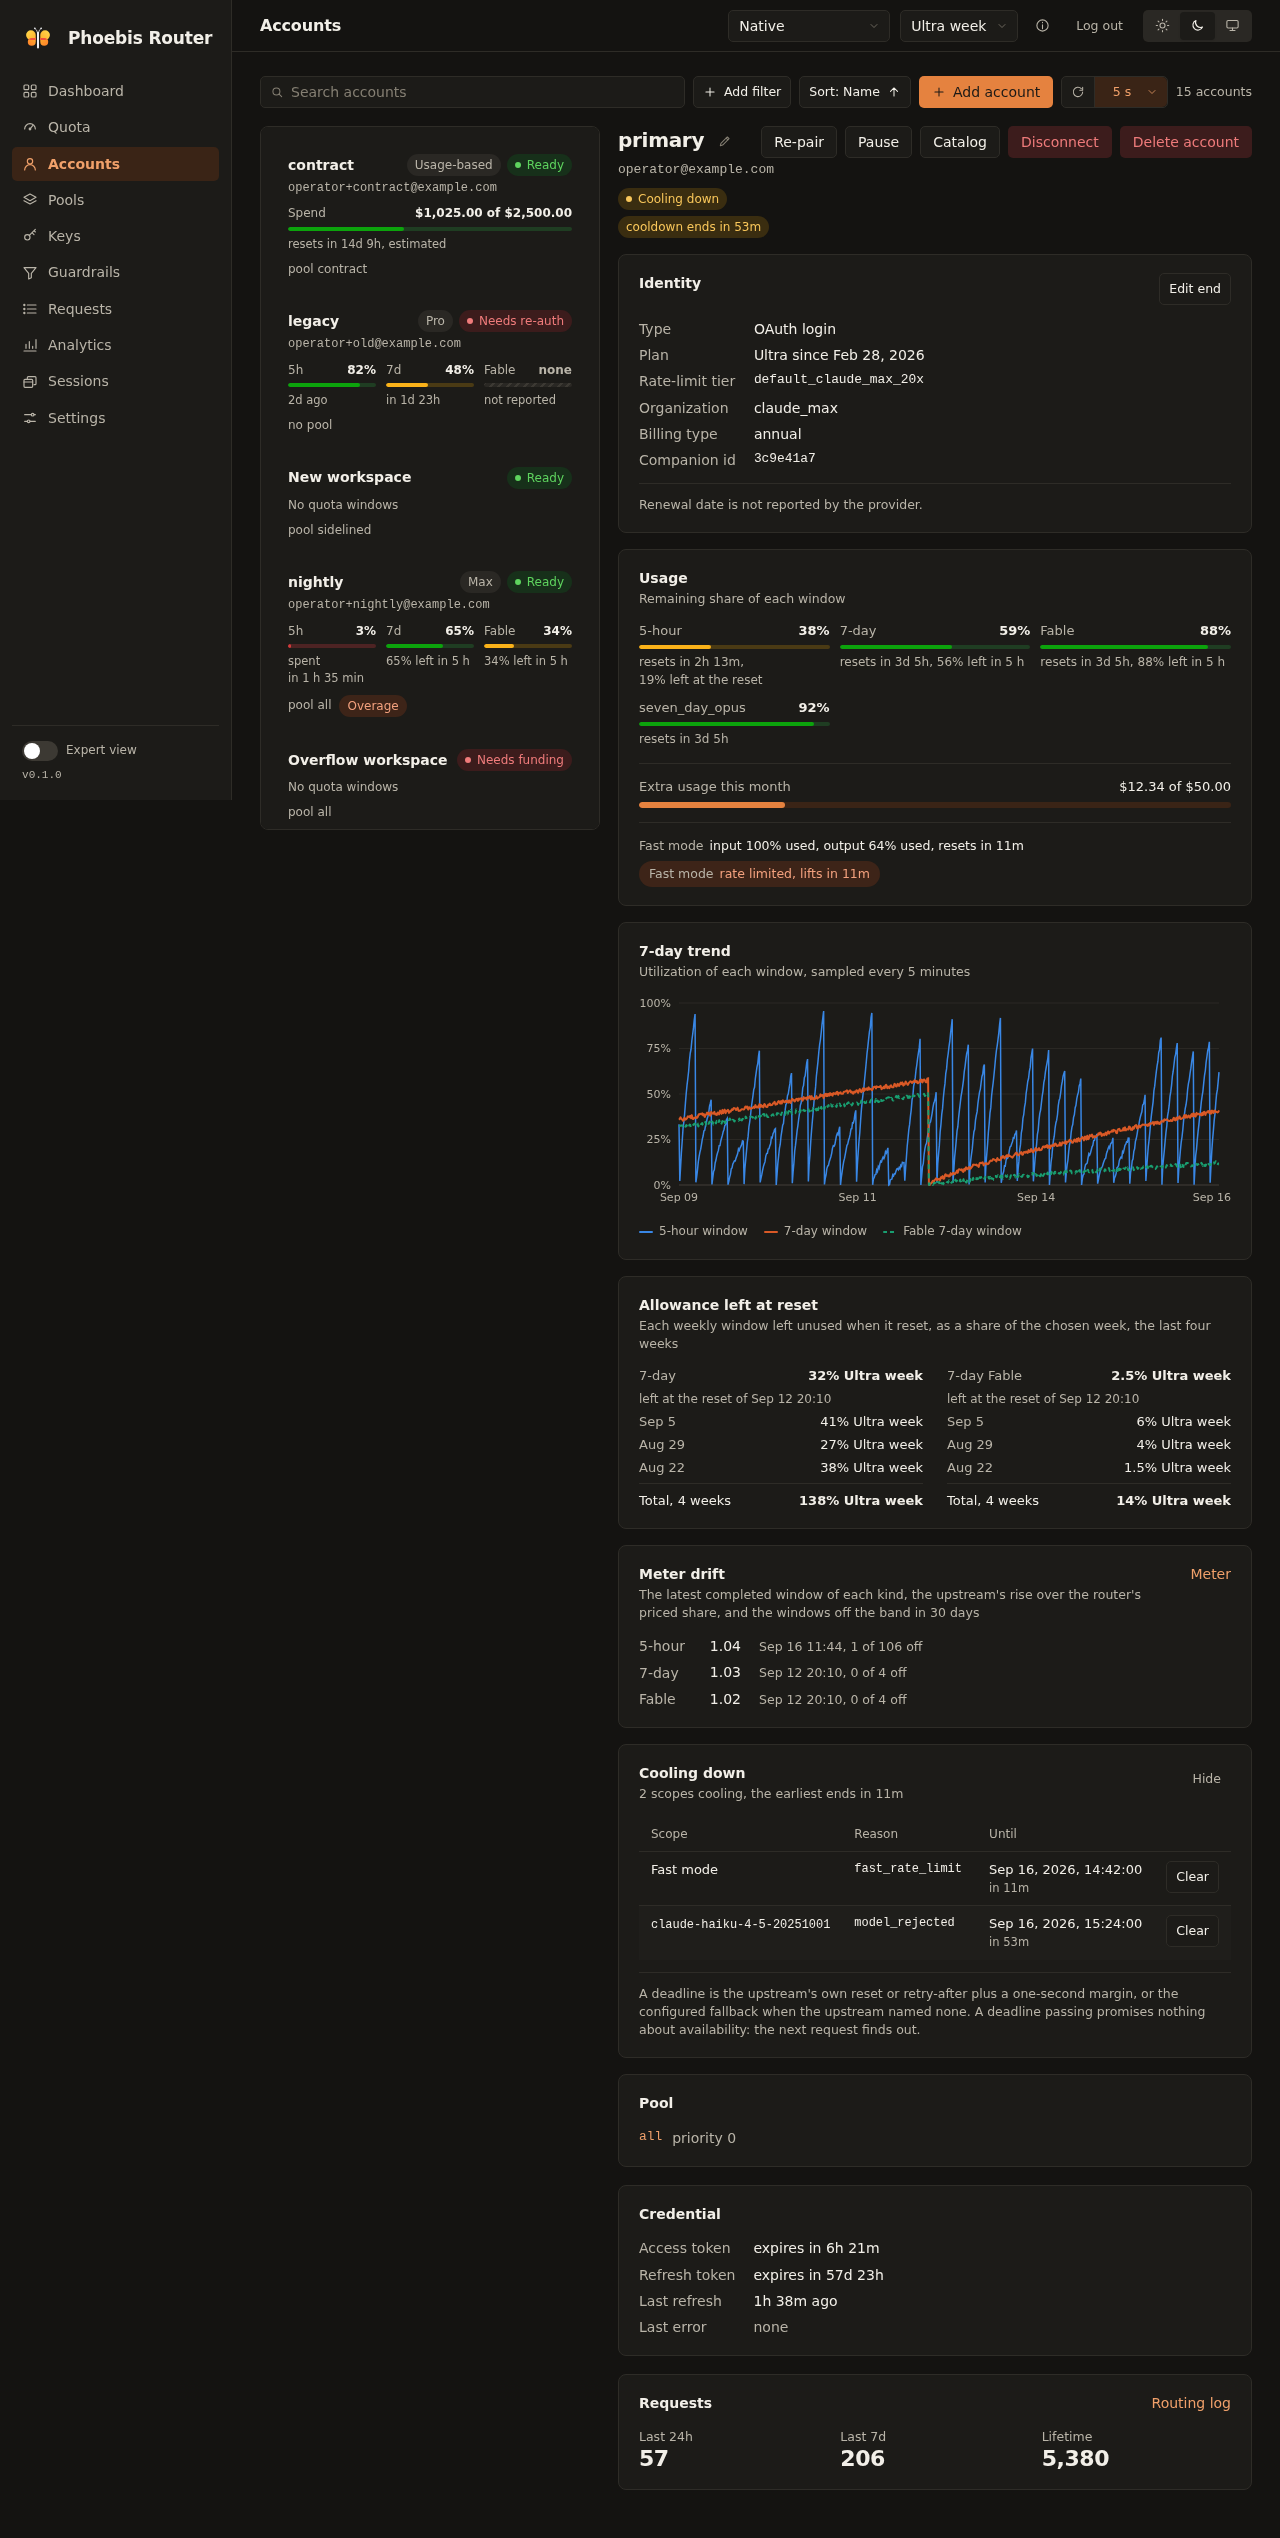 Phoebis Router
Dashboard
Quota
Accounts
Pools
Keys
Guardrails
Requests
Analytics
Sessions
Settings
Expert view
v0.1.0
Accounts
Native
Ultra week
Log out
Search accounts
Add filter
Sort: Name
Add account
5 s
15 accounts
contract Usage-based Ready
operator+contract@example.com
Spend $1,025.00 of $2,500.00
resets in 14d 9h, estimated
pool contract
legacy Pro Needs re-auth
operator+old@example.com
5h 82% 7d 48% Fable none
2d ago in 1d 23h not reported
no pool
New workspace Ready
No quota windows
pool sidelined
nightly Max Ready
operator+nightly@example.com
5h 3% 7d 65% Fable 34%
spent 65% left in 5 h 34% left in 5 h
in 1 h 35 min
pool all Overage
Overflow workspace Needs funding
No quota windows
pool all
primary Re-pair Pause Catalog Disconnect Delete account
operator@example.com
Cooling down
cooldown ends in 53m
Identity Edit end
Type OAuth login
Plan Ultra since Feb 28, 2026
Rate-limit tier default_claude_max_20x
Organization claude_max
Billing type annual
Companion id 3c9e41a7
Renewal date is not reported by the provider.
Usage
Remaining share of each window
5-hour 38% 7-day 59% Fable 88%
resets in 2h 13m, resets in 3d 5h, 56% left in 5 h resets in 3d 5h, 88% left in 5 h
19% left at the reset
seven_day_opus 92%
resets in 3d 5h
Extra usage this month $12.34 of $50.00
Fast mode input 100% used, output 64% used, resets in 11m
Fast mode rate limited, lifts in 11m
7-day trend
Utilization of each window, sampled every 5 minutes
100%
75%
50%
25%
0%
Sep 09 Sep 11 Sep 14 Sep 16
5-hour window 7-day window Fable 7-day window
Allowance left at reset
Each weekly window left unused when it reset, as a share of the chosen week, the last four
weeks
7-day 32% Ultra week 7-day Fable 2.5% Ultra week
left at the reset of Sep 12 20:10 left at the reset of Sep 12 20:10
Sep 5 41% Ultra week Sep 5 6% Ultra week
Aug 29 27% Ultra week Aug 29 4% Ultra week
Aug 22 38% Ultra week Aug 22 1.5% Ultra week
Total, 4 weeks 138% Ultra week Total, 4 weeks 14% Ultra week
Meter drift Meter
The latest completed window of each kind, the upstream's rise over the router's
priced share, and the windows off the band in 30 days
5-hour 1.04 Sep 16 11:44, 1 of 106 off
7-day 1.03 Sep 12 20:10, 0 of 4 off
Fable 1.02 Sep 12 20:10, 0 of 4 off
Cooling down Hide
2 scopes cooling, the earliest ends in 11m
Scope Reason Until
Fast mode fast_rate_limit Sep 16, 2026, 14:42:00 Clear
in 11m
claude-haiku-4-5-20251001 model_rejected Sep 16, 2026, 15:24:00 Clear
in 53m
A deadline is the upstream's own reset or retry-after plus a one-second margin, or the
configured fallback when the upstream named none. A deadline passing promises nothing
about availability: the next request finds out.
Pool
all priority 0
Credential
Access token expires in 6h 21m
Refresh token expires in 57d 23h
Last refresh 1h 38m ago
Last error none
Requests Routing log
Last 24h Last 7d Lifetime
57 206 5,380